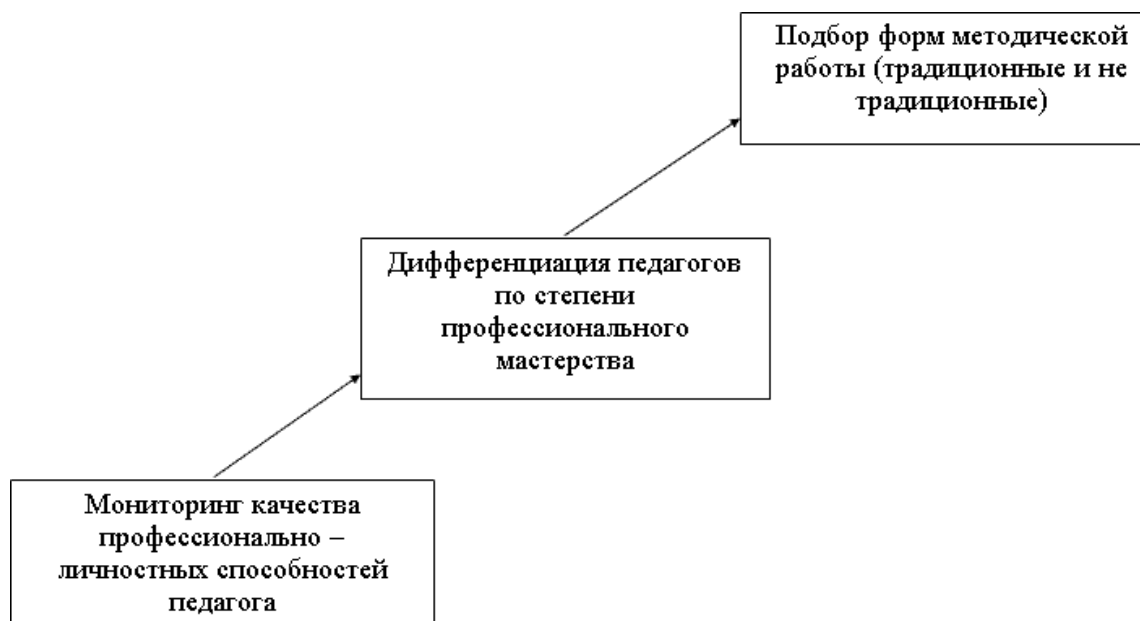 Подбор форм методической
работы (традиционные и не
традиционные)
Дифференциация педагогов
по степени
профессионального
мастерства
Мониторинг качества
профессионально –
личностных способностей
педагога